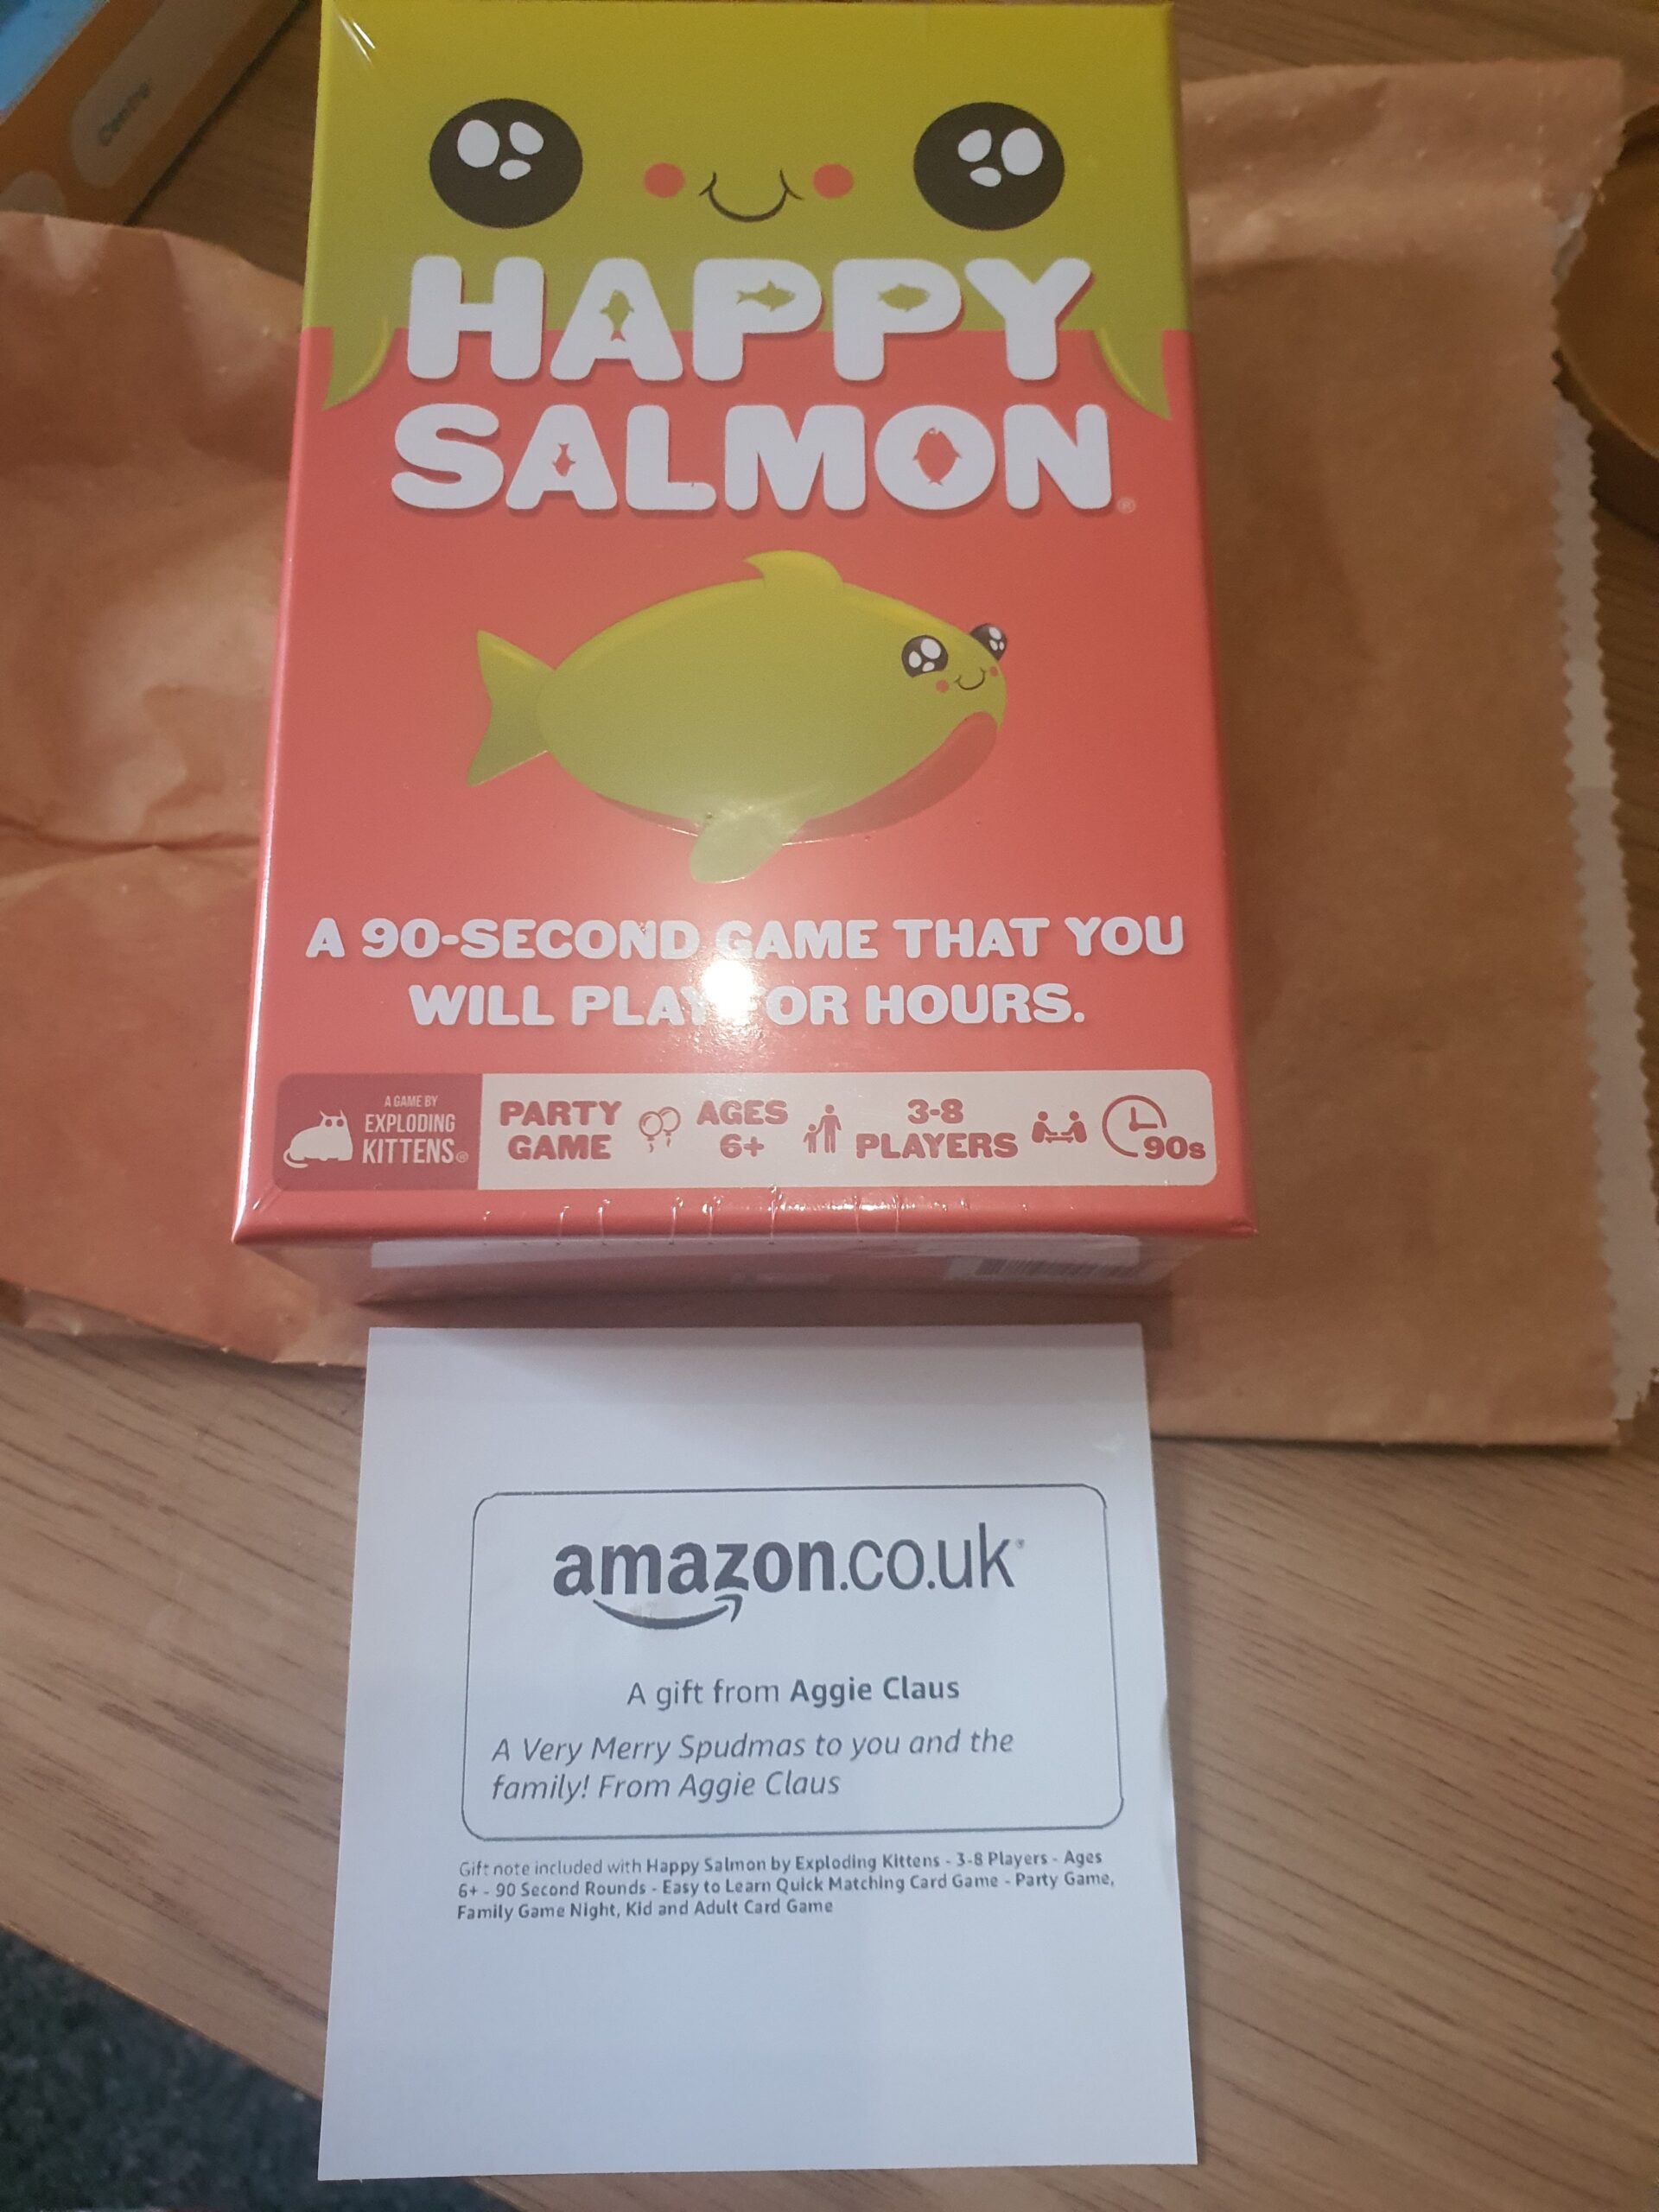 HAPPY
SALMON®
A 90-SECOND GAME THAT YOU
WILL PLAY FOR HOURS.
A GAME BY
EXPLODING
KITTENS®
PARTY
GAME
AGES
6+
3-8
PLAYERS
90s
amazon.co.uk
A gift from Aggie Claus
A Very Merry Spudmas to you and the
family! From Aggie Claus
Gift note included with Happy Salmon by Exploding Kittens - 3-8 Players - Ages
6+ - 90 Second Rounds - Easy to Learn Quick Matching Card Game - Party Game,
Family Game Night, Kid and Adult Card Game